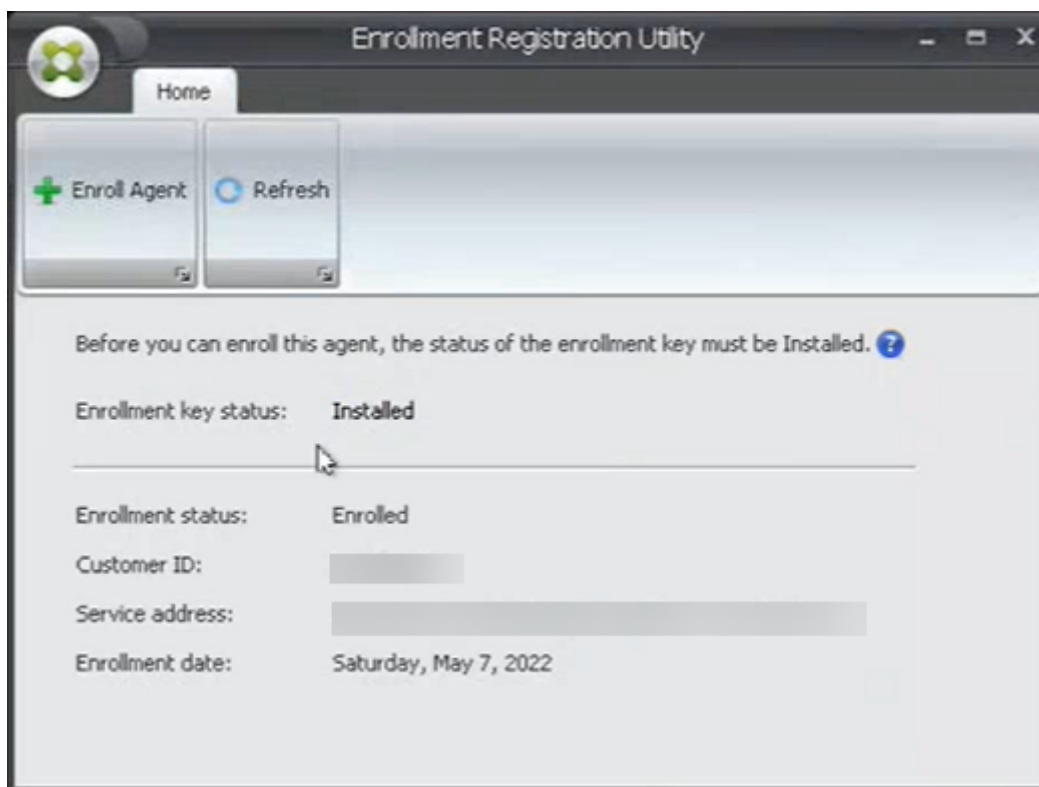 Enrollment Registration Utility
Home
Enroll Agent
Refresh
Before you can enroll this agent, the status of the enrollment key must be Installed.
Enrollment key status: Installed
Enrollment status: Enrolled
Customer ID:
Service address:
Enrollment date: Saturday, May 7, 2022